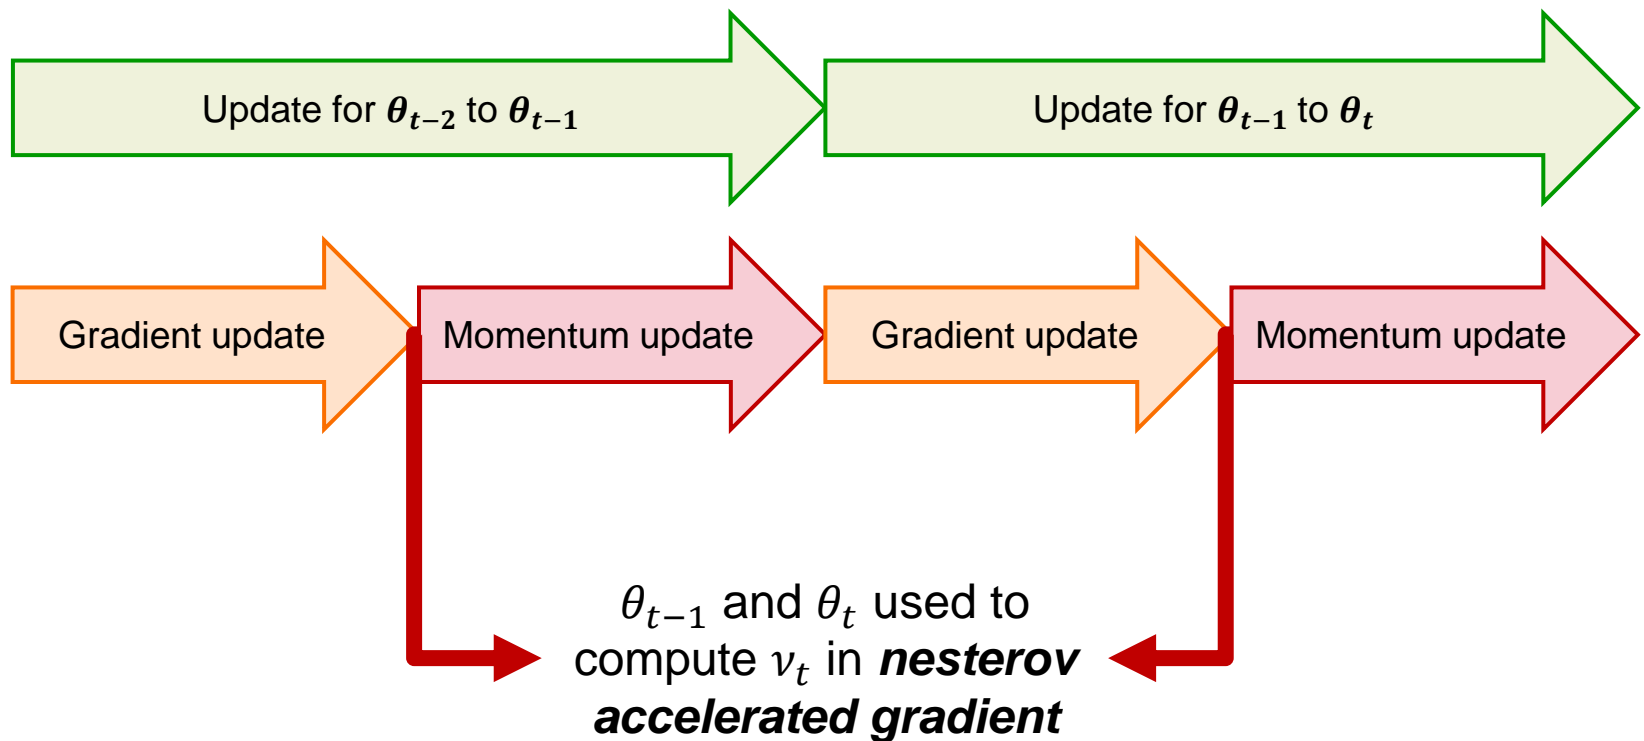 Update for θ_{t−2} to θ_{t−1}
Update for θ_{t−1} to θ_t
Gradient update
Momentum update
Gradient update
Momentum update
θ_{t−1} and θ_t used to
compute ν_t in nesterov
accelerated gradient